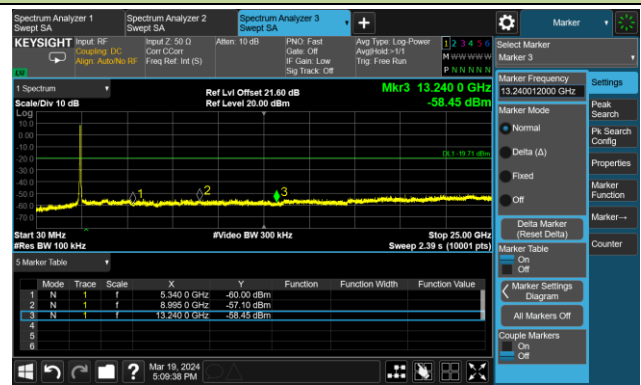 Spectrum Analyzer 1
Swept SA
Spectrum Analyzer 2
Swept SA
Spectrum Analyzer 3
Swept SA
Marker
KEYSIGHT
Input: RF
Coupling: DC
Align: Auto/No RF
Input Z: 50 Ω
Corr CCorr
Freq Ref: Int (S)
Atten: 10 dB
PNO: Fast
Gate: Off
IF Gain: Low
Sig Track: Off
Avg Type: Log-Power
Avg|Hold:>1/1
Trig: Free Run
1 2 3 4 5 6
M W W W W W
P N N N N N
LXI
1 Spectrum
Scale/Div 10 dB
Ref Lvl Offset 21.60 dB
Ref Level 20.00 dBm
Mkr3 13.240 0 GHz
-58.45 dBm
Log
10.0
0.00
-10.0
-20.0
-30.0
-40.0
-50.0
-60.0
-70.0
DL1 -19.71 dBm
1
2
3
Start 30 MHz
#Res BW 100 kHz
#Video BW 300 kHz
Stop 25.00 GHz
Sweep 2.39 s (10001 pts)
5 Marker Table
Mode Trace Scale X Y Function Function Width Function Value
1 N 1 f 5.340 0 GHz -60.00 dBm
2 N 1 f 8.995 0 GHz -57.10 dBm
3 N 1 f 13.240 0 GHz -58.45 dBm
4
5
6
Mar 19, 2024
5:09:38 PM
Select Marker
Marker 3
Marker Frequency
13.240012000 GHz
Marker Mode
Normal
Delta (Δ)
Fixed
Off
Delta Marker
(Reset Delta)
Marker Table
On
Off
Marker Settings
Diagram
All Markers Off
Couple Markers
On
Off
Settings
Peak
Search
Pk Search
Config
Properties
Marker
Function
Marker→
Counter